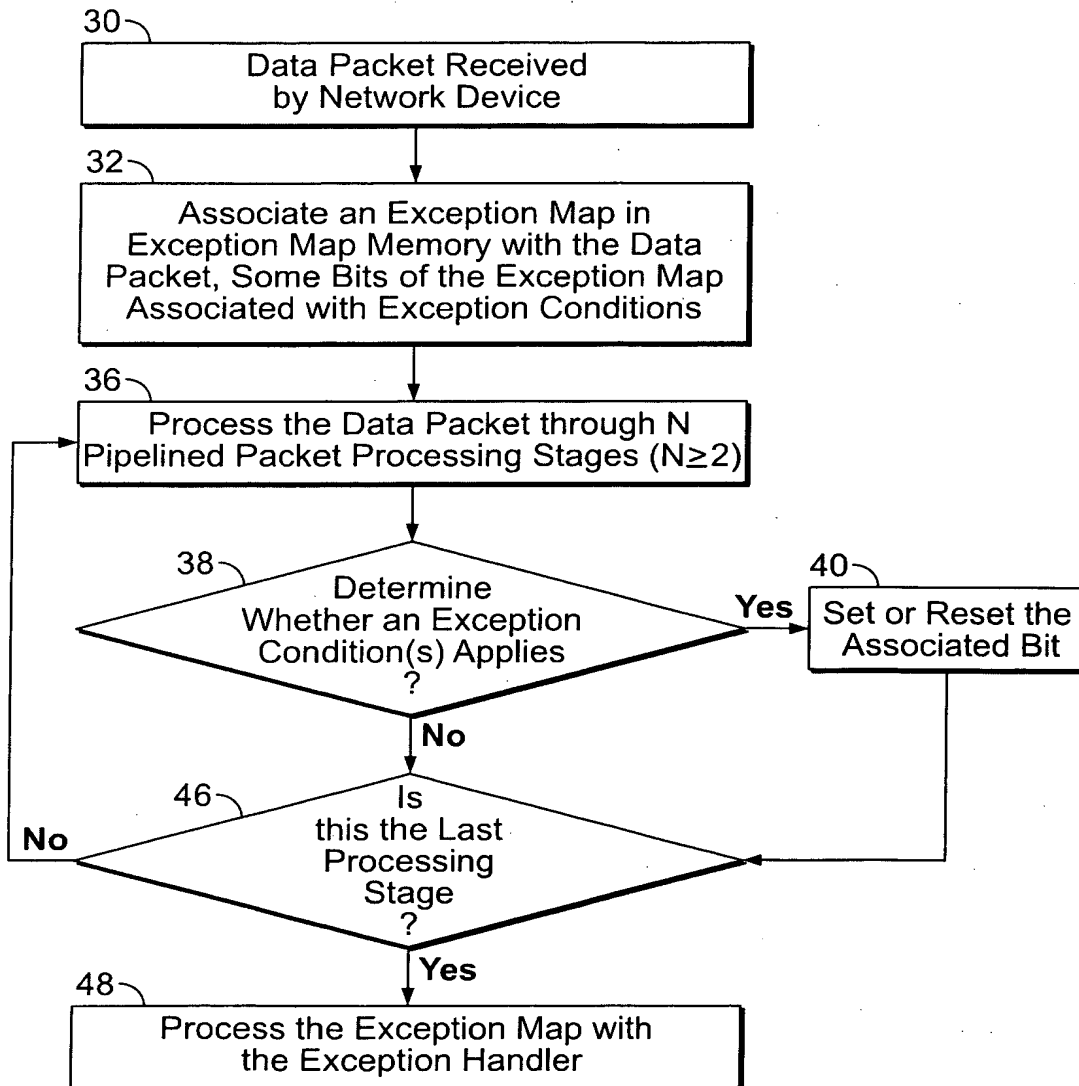 30
Data Packet Received
by Network Device
32
Associate an Exception Map in
Exception Map Memory with the Data
Packet, Some Bits of the Exception Map
Associated with Exception Conditions
36
Process the Data Packet through N
Pipelined Packet Processing Stages (N≥2)
38
Determine
Whether an Exception
Condition(s) Applies
?
Yes
40
Set or Reset the
Associated Bit
No
46
Is
this the Last
Processing
Stage
?
No
Yes
48
Process the Exception Map with
the Exception Handler